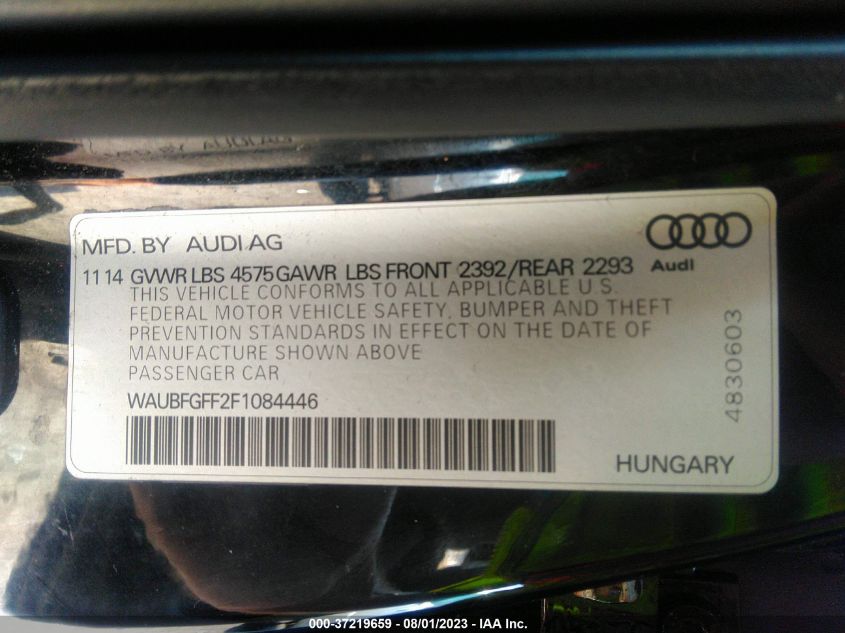 MFD. BY AUDI AG
Audi
11 14 GVWR LBS 4575 GAWR LBS FRONT 2392/REAR 2293
THIS VEHICLE CONFORMS TO ALL APPLICABLE U.S.
FEDERAL MOTOR VEHICLE SAFETY, BUMPER AND THEFT
PREVENTION STANDARDS IN EFFECT ON THE DATE OF
MANUFACTURE SHOWN ABOVE
PASSENGER CAR
WAUBFGFF2F1084446
4830603
HUNGARY
000-37219659 - 08/01/2023 - IAA Inc.